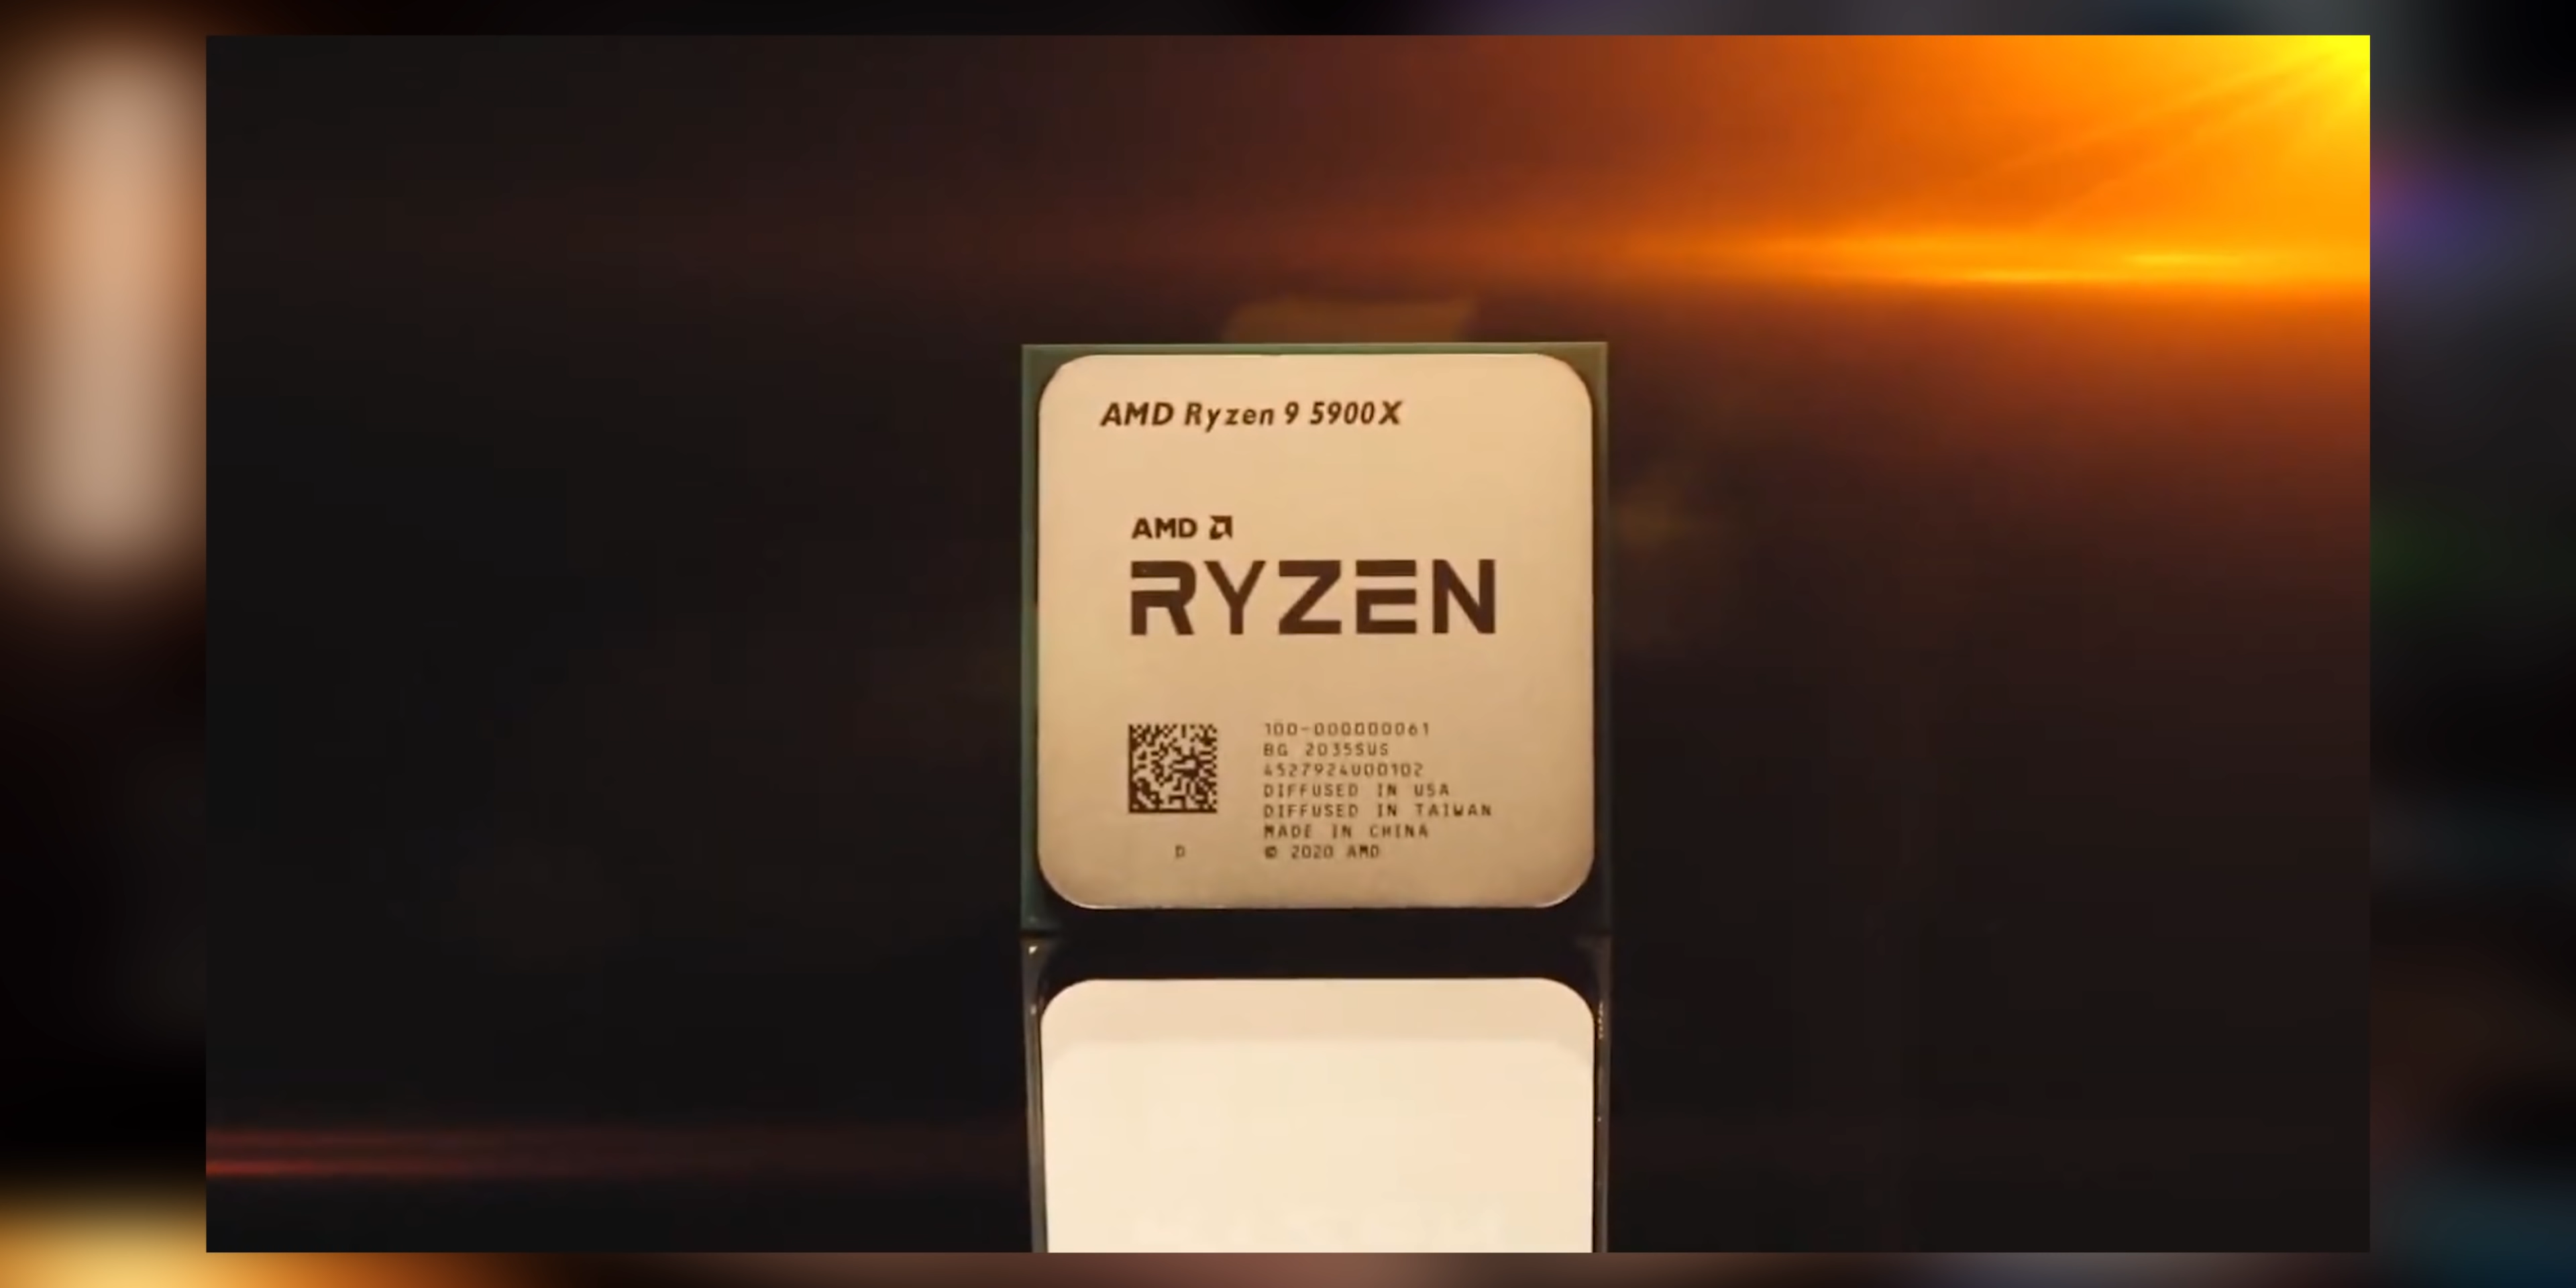 AMD Ryzen 9 5900X
AMD
RYZEN
100-000000061
BG 2035SUS
4527924U00102
DIFFUSED IN USA
DIFFUSED IN TAIWAN
MADE IN CHINA
© 2020 AMD
D